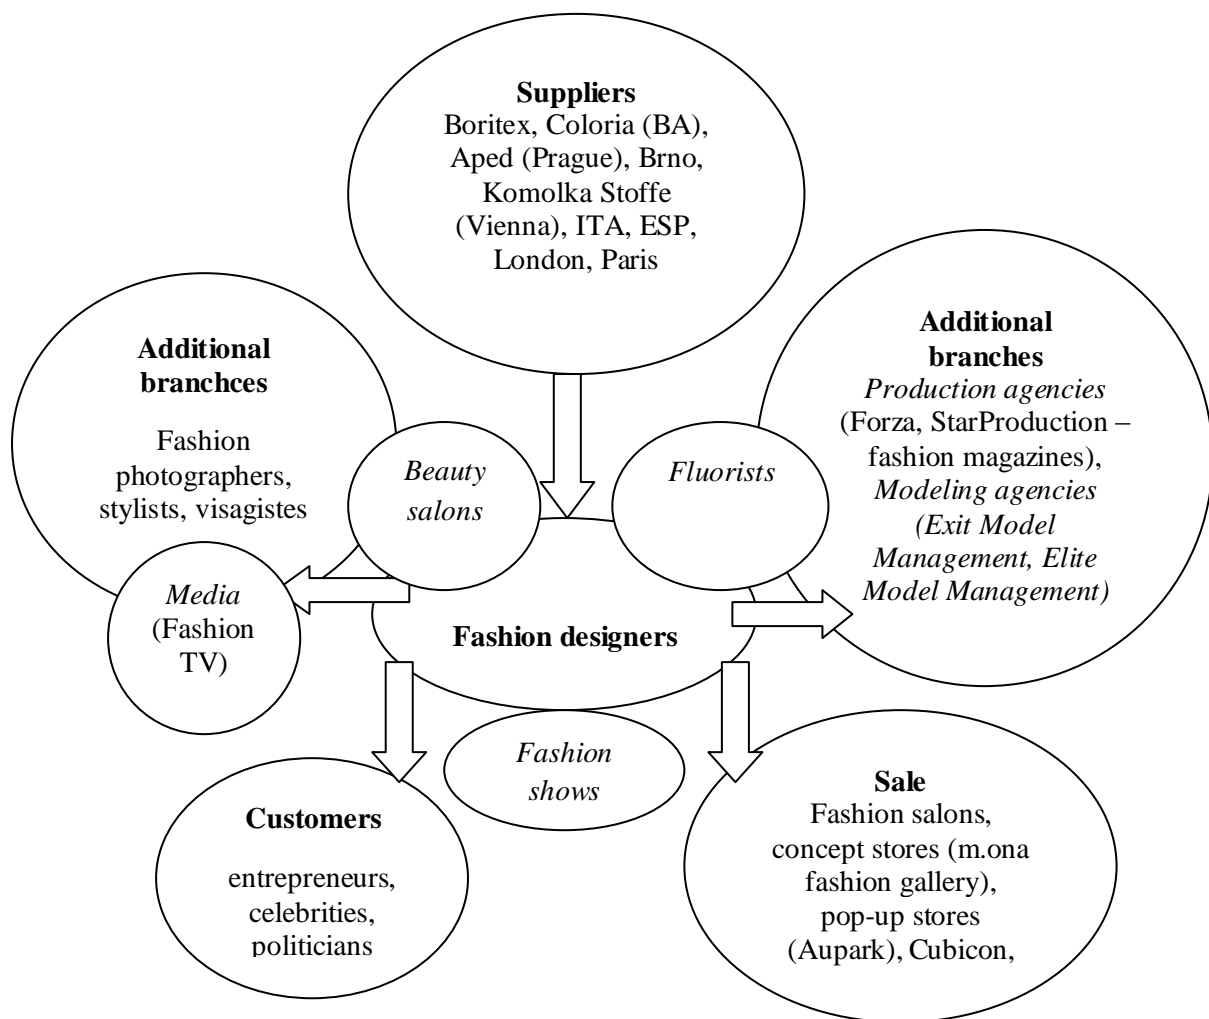 Suppliers
Boritex, Coloria (BA),
Aped (Prague), Brno,
Komolka Stoffe
(Vienna), ITA, ESP,
London, Paris
Additional
branchces
Fashion
photographers,
stylists, visagistes
Beauty
salons
Fluorists
Additional
branches
Production agencies
(Forza, StarProduction –
fashion magazines),
Modeling agencies
(Exit Model
Management, Elite
Model Management)
Media
(Fashion
TV)
Fashion designers
Fashion
shows
Customers
entrepreneurs,
celebrities,
politicians
Sale
Fashion salons,
concept stores (m.ona
fashion gallery),
pop-up stores
(Aupark), Cubicon,